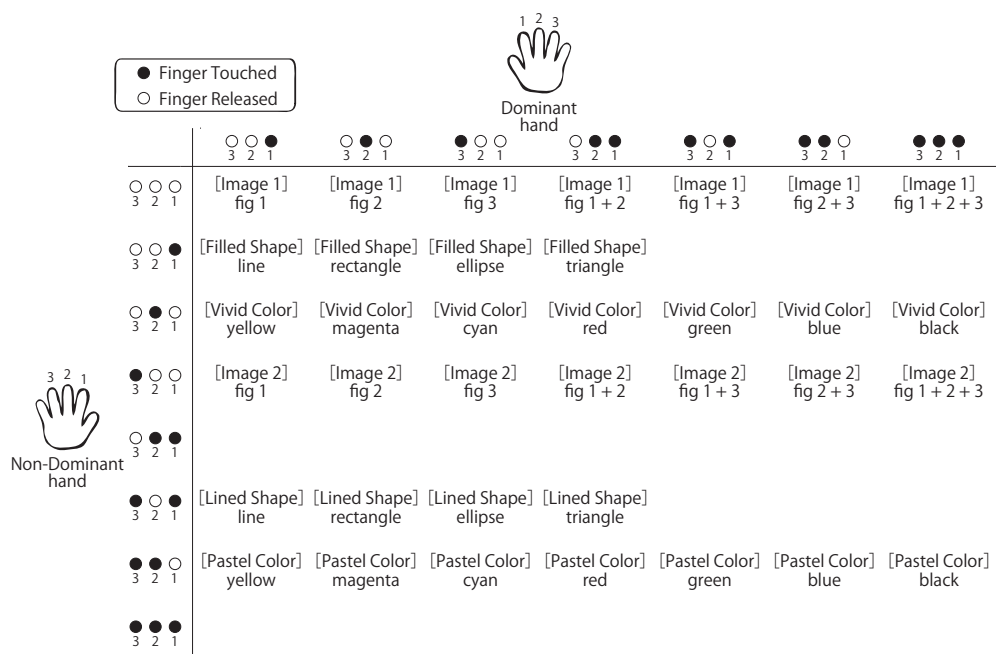 1 2 3
Finger Touched
Finger Released
Dominant
hand
3 2 1 3 2 1 3 2 1 3 2 1 3 2 1 3 2 1 3 2 1
3 2 1
[Image 1] [Image 1] [Image 1] [Image 1] [Image 1] [Image 1] [Image 1]
fig 1 fig 2 fig 3 fig 1 + 2 fig 1 + 3 fig 2 + 3 fig 1 + 2 + 3
3 2 1
[Filled Shape] [Filled Shape] [Filled Shape] [Filled Shape]
line rectangle ellipse triangle
3 2 1
[Vivid Color] [Vivid Color] [Vivid Color] [Vivid Color] [Vivid Color] [Vivid Color] [Vivid Color]
yellow magenta cyan red green blue black
3 2 1
3 2 1
[Image 2] [Image 2] [Image 2] [Image 2] [Image 2] [Image 2] [Image 2]
fig 1 fig 2 fig 3 fig 1 + 2 fig 1 + 3 fig 2 + 3 fig 1 + 2 + 3
3 2 1
Non-Dominant
hand
3 2 1
[Lined Shape] [Lined Shape] [Lined Shape] [Lined Shape]
line rectangle ellipse triangle
3 2 1
[Pastel Color] [Pastel Color] [Pastel Color] [Pastel Color] [Pastel Color] [Pastel Color] [Pastel Color]
yellow magenta cyan red green blue black
3 2 1